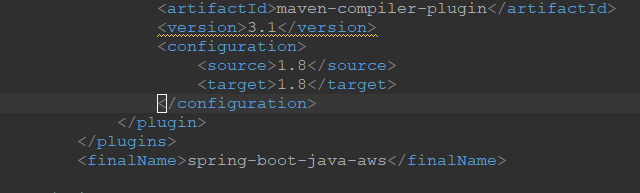 <artifactId>maven-compiler-plugin</artifactId>
<version>3.1</version>
<configuration>
<source>1.8</source>
<target>1.8</target>
</configuration>
</plugin>
</plugins>
<finalName>spring-boot-java-aws</finalName>